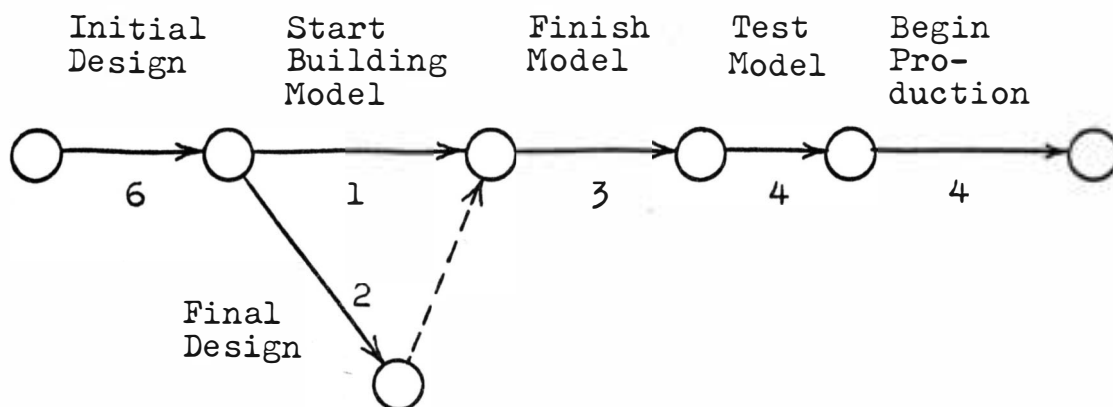 Initial
Design
Start
Building
Model
Finish
Model
Test
Model
Begin
Pro-
duction
6
1
3
4
4
2
Final
Design